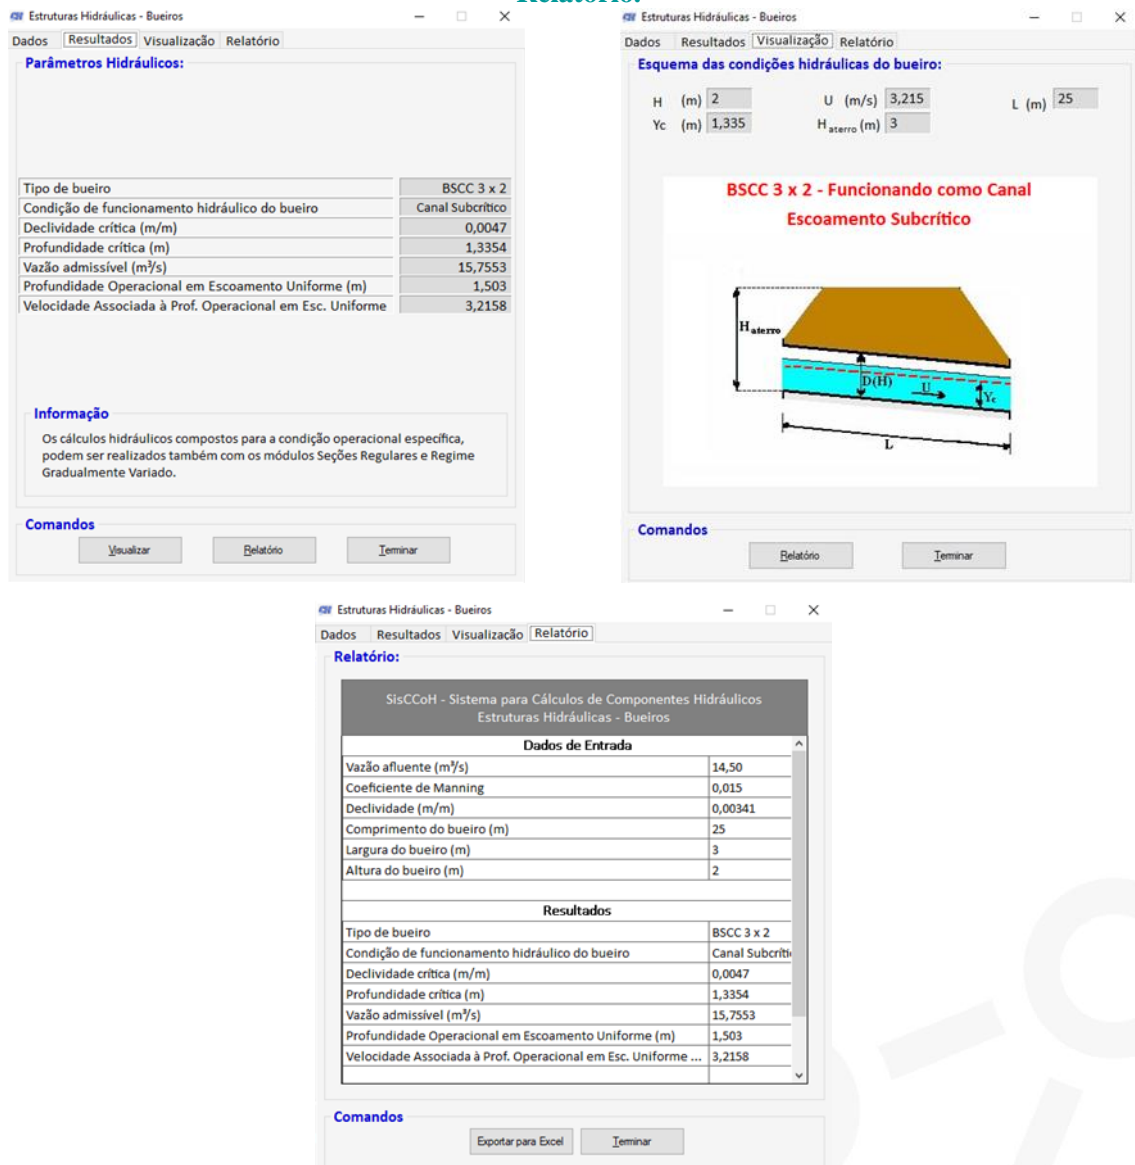 Relatório.
Estruturas Hidráulicas - Bueiros
Dados Resultados Visualização Relatório
Parâmetros Hidráulicos:
Tipo de bueiro BSCC 3 x 2
Condição de funcionamento hidráulico do bueiro Canal Subcrítico
Declividade crítica (m/m) 0,0047
Profundidade crítica (m) 1,3354
Vazão admissível (m³/s) 15,7553
Profundidade Operacional em Escoamento Uniforme (m) 1,503
Velocidade Associada à Prof. Operacional em Esc. Uniforme 3,2158
Informação
Os cálculos hidráulicos compostos para a condição operacional específica,
podem ser realizados também com os módulos Seções Regulares e Regime
Gradualmente Variado.
Comandos
Visualizar Relatório Terminar
Estruturas Hidráulicas - Bueiros
Dados Resultados Visualização Relatório
Esquema das condições hidráulicas do bueiro:
H (m) 2 U (m/s) 3,215 L (m) 25
Yc (m) 1,335 H aterro (m) 3
BSCC 3 x 2 - Funcionando como Canal
Escoamento Subcrítico
H aterro
D(H) U Yc
L
Comandos
Relatório Terminar
Estruturas Hidráulicas - Bueiros
Dados Resultados Visualização Relatório
Relatório:
SisCCoH - Sistema para Cálculos de Componentes Hidráulicos
Estruturas Hidráulicas - Bueiros
Dados de Entrada
Vazão afluente (m³/s) 14,50
Coeficiente de Manning 0,015
Declividade (m/m) 0,00341
Comprimento do bueiro (m) 25
Largura do bueiro (m) 3
Altura do bueiro (m) 2
Resultados
Tipo de bueiro BSCC 3 x 2
Condição de funcionamento hidráulico do bueiro Canal Subcríti
Declividade crítica (m/m) 0,0047
Profundidade crítica (m) 1,3354
Vazão admissível (m³/s) 15,7553
Profundidade Operacional em Escoamento Uniforme (m) 1,503
Velocidade Associada à Prof. Operacional em Esc. Uniforme ... 3,2158
Comandos
Exportar para Excel Terminar